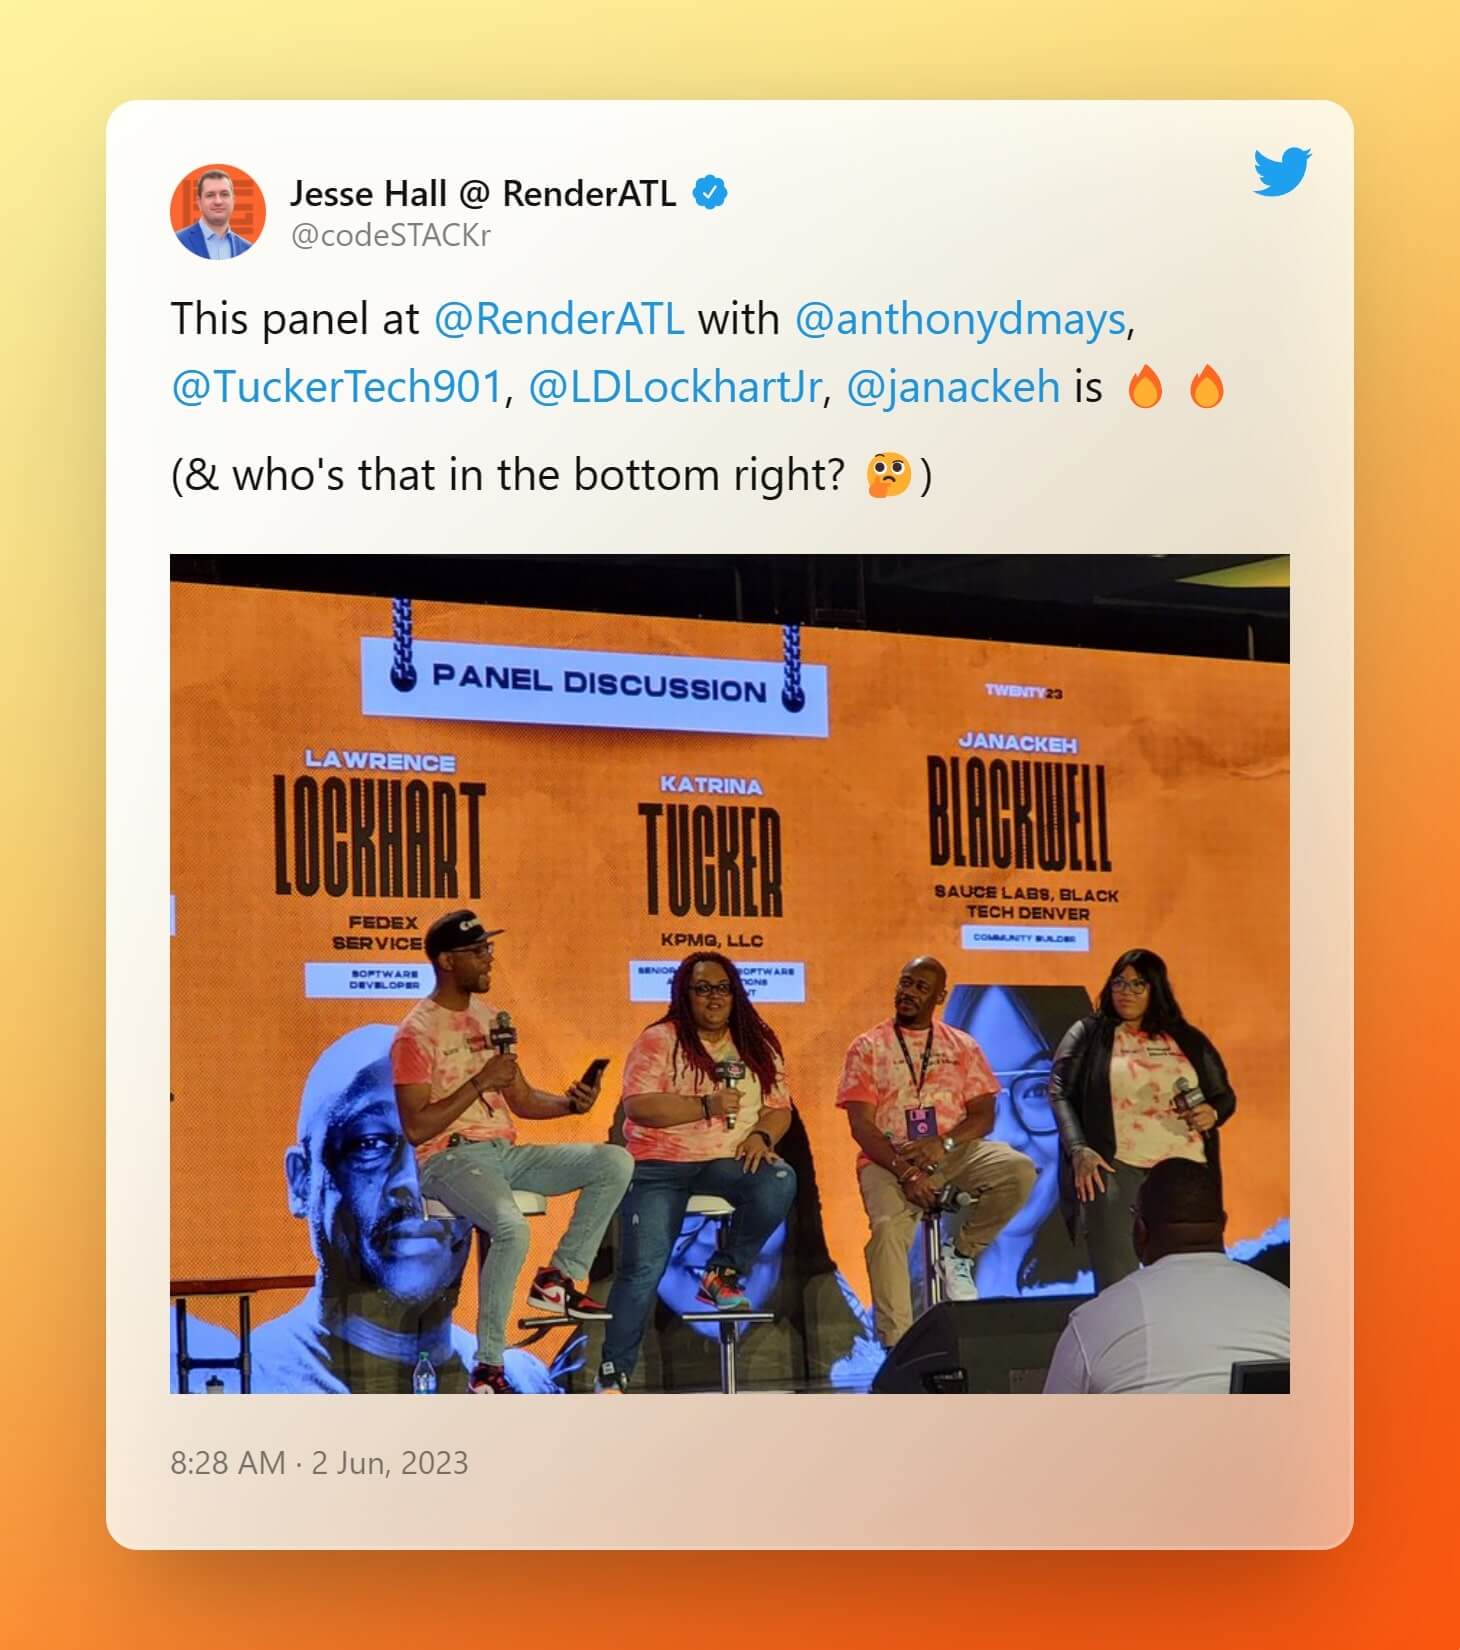 Jesse Hall @ RenderATL
@codeSTACKr
This panel at @RenderATL with @anthonydmays,
@TuckerTech901, @LDLockhartJr, @janackeh is 🔥 🔥
(& who's that in the bottom right? 🤔)
PANEL DISCUSSION
TWENTY23
LAWRENCE
LOCKHART
FEDEX
SERVICE
SOFTWARE
DEVELOPER
KATRINA
TUCKER
KPMG, LLC
SENIOR SOFTWARE
JANACKEH
BLACKWELL
SAUCE LABS, BLACK
TECH DENVER
COMMUNITY BUILDER
8:28 AM · 2 Jun, 2023